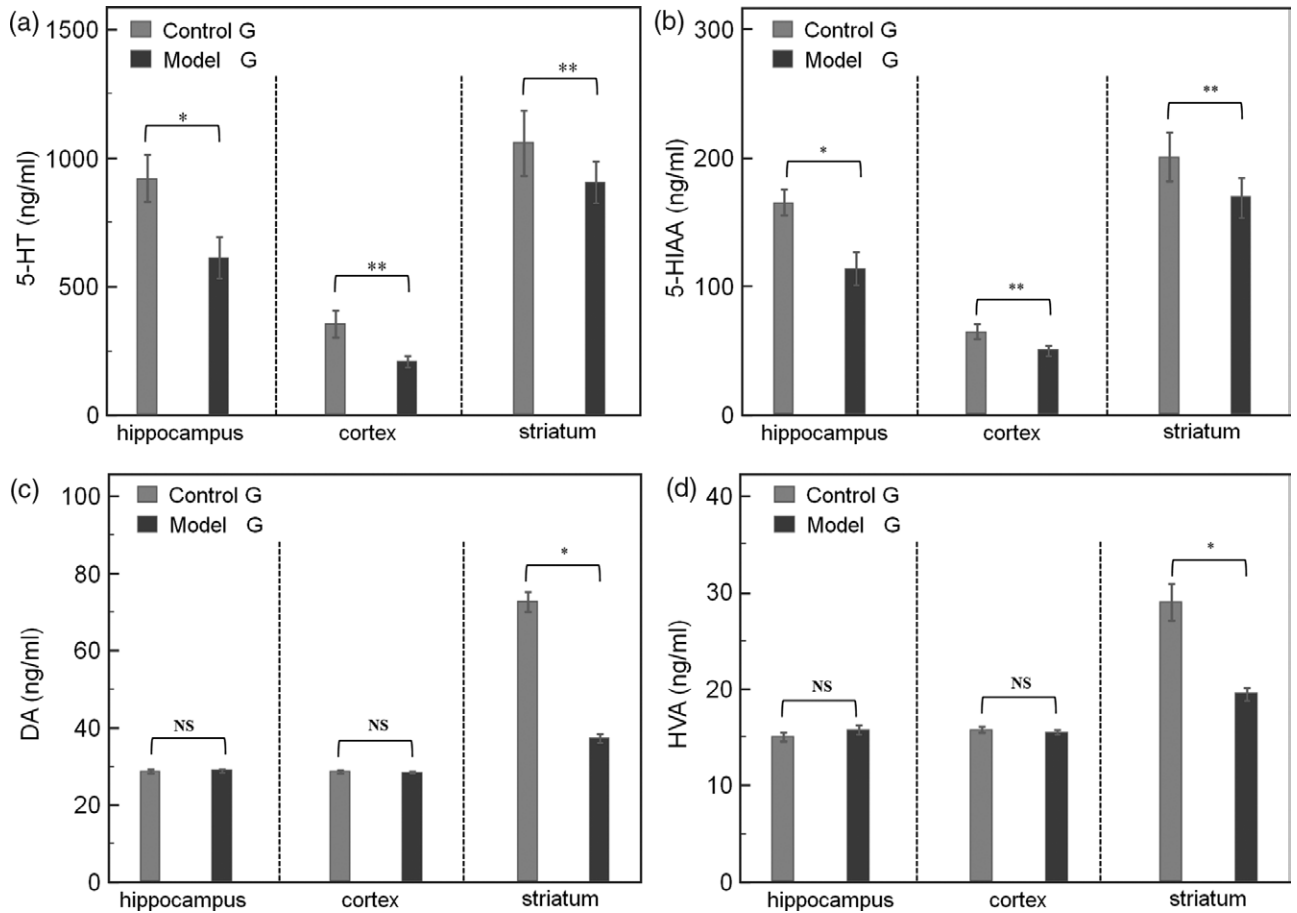 (a)
1500
1000
500
0
5-HT (ng/ml)
Control G
Model G
*
**
**
hippocampus
cortex
striatum
(b)
300
200
100
0
5-HIAA (ng/ml)
Control G
Model G
*
**
**
hippocampus
cortex
striatum
(c)
100
80
60
40
20
0
DA (ng/ml)
Control G
Model G
NS
NS
*
hippocampus
cortex
striatum
(d)
40
30
20
10
0
HVA (ng/ml)
Control G
Model G
NS
NS
*
hippocampus
cortex
striatum